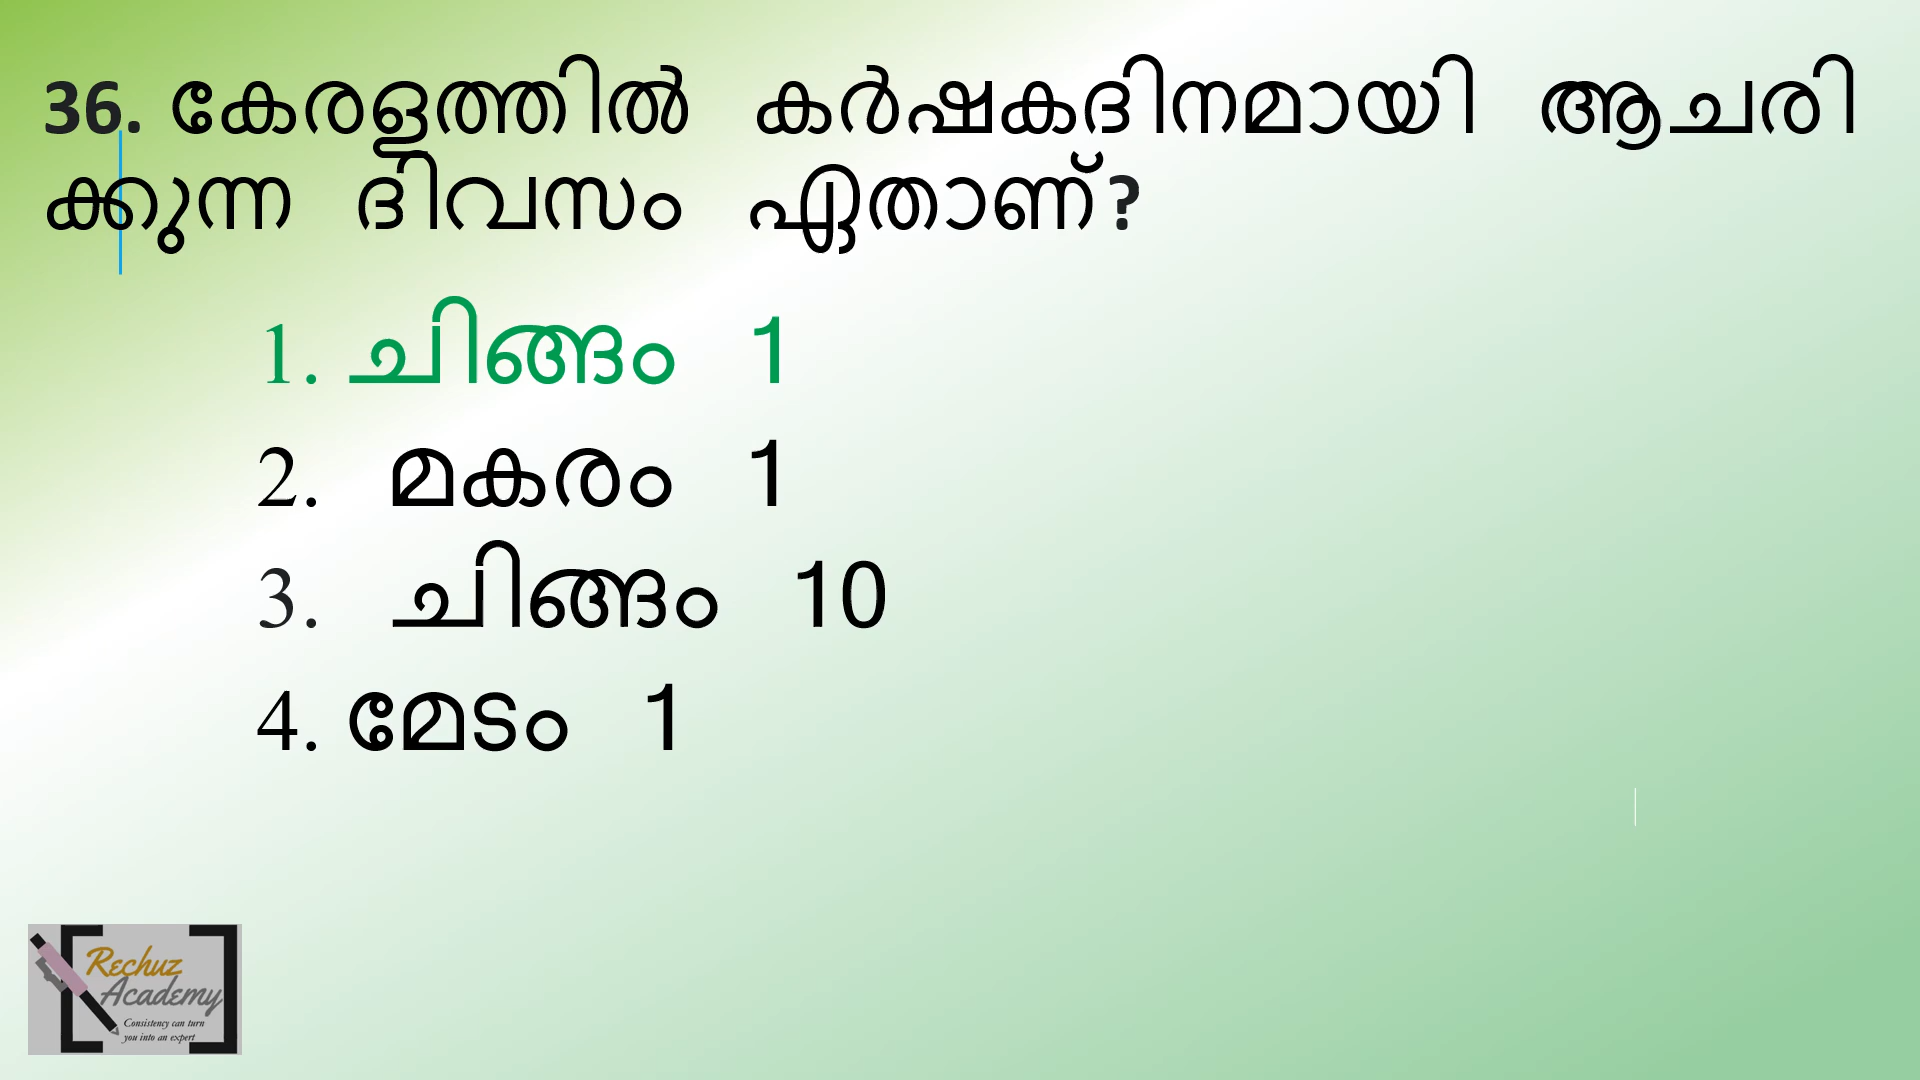 36. കേരളത്തിൽ കർഷകദിനമായി ആചരി
ക്കുന്ന ദിവസം ഏതാണ്?
1. ചിങ്ങം 1
2. മകരം 1
3. ചിങ്ങം 10
4. മേടം 1
Rechuz
Academy
Consistency can turn
you into an expert